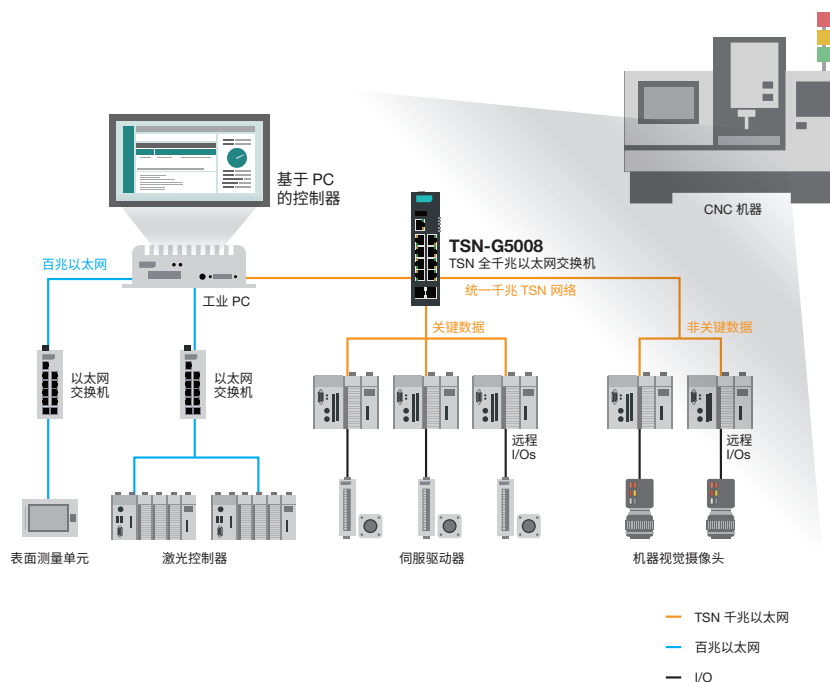 CNC 机器
基于 PC
的控制器
TSN-G5008
TSN 全千兆以太网交换机
百兆以太网
统一千兆 TSN 网络
工业 PC
关键数据
非关键数据
以太网
交换机
以太网
交换机
远程
I/Os
远程
I/Os
表面测量单元
激光控制器
伺服驱动器
机器视觉摄像头
TSN 千兆以太网
百兆以太网
I/O